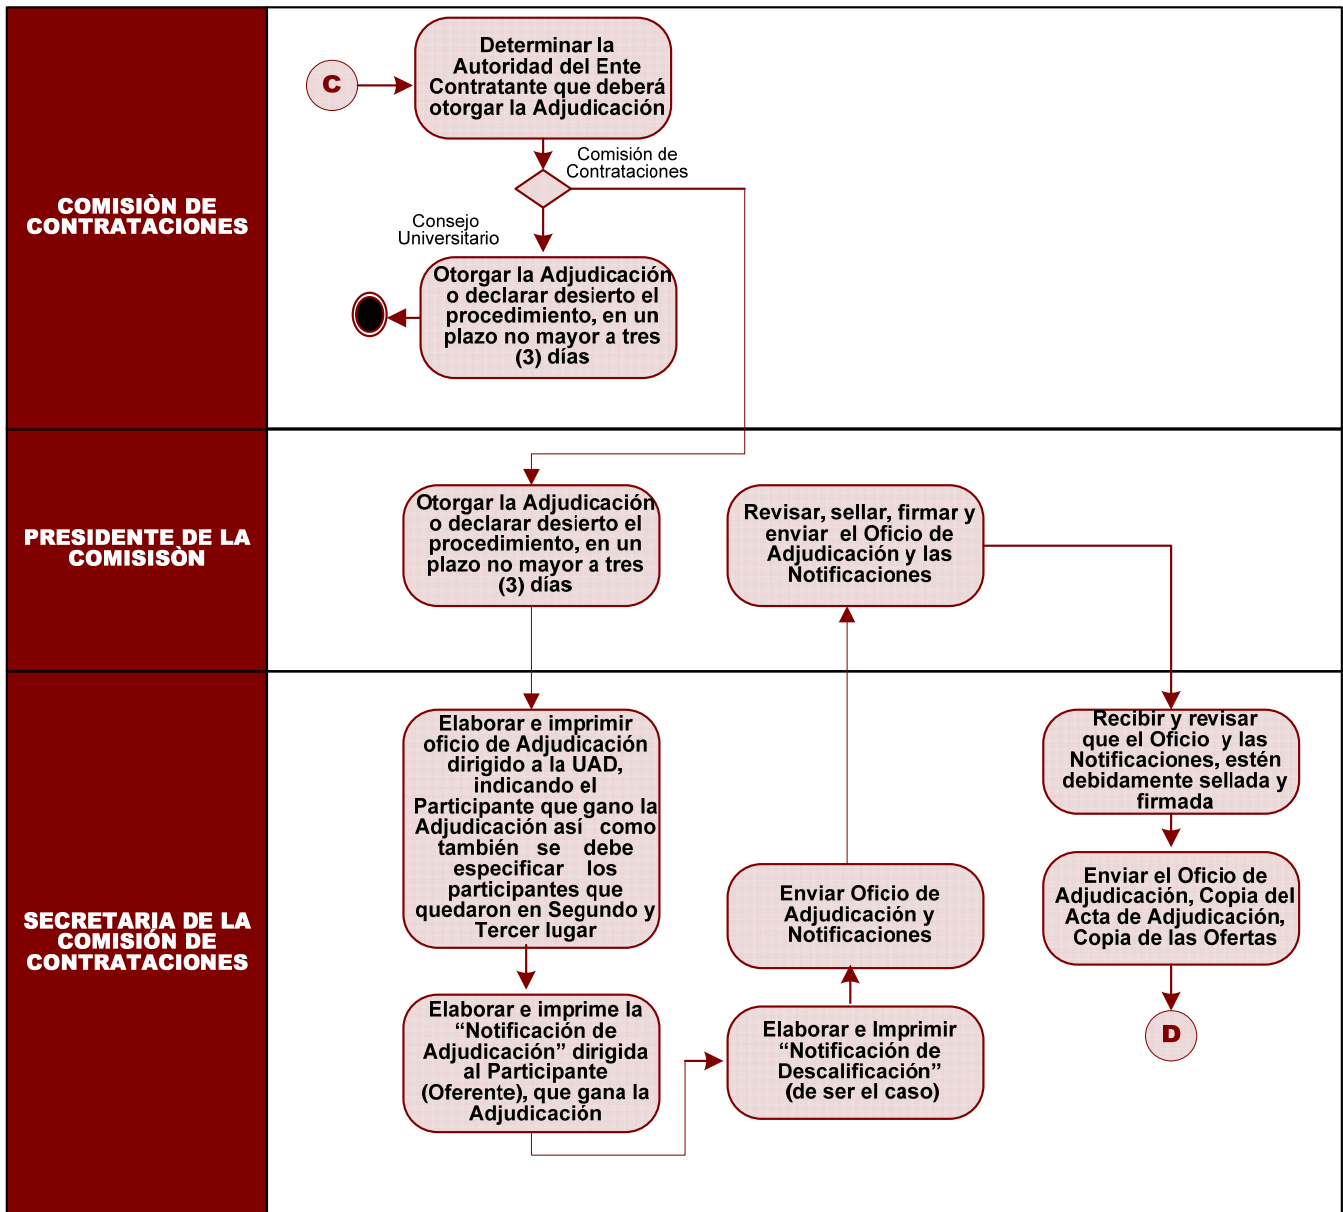 COMISIÒN DE
CONTRATACIONES
C
Determinar la
Autoridad del Ente
Contratante que deberá
otorgar la Adjudicación
Comisión de
Contrataciones
Consejo
Universitario
Otorgar la Adjudicación
o declarar desierto el
procedimiento, en un
plazo no mayor a tres
(3) días
PRESIDENTE DE LA
COMISISÒN
Otorgar la Adjudicación
o declarar desierto el
procedimiento, en un
plazo no mayor a tres
(3) días
Revisar, sellar, firmar y
enviar el Oficio de
Adjudicación y las
Notificaciones
SECRETARIA DE LA
COMISIÓN DE
CONTRATACIONES
Elaborar e imprimir
oficio de Adjudicación
dirigido a la UAD,
indicando el
Participante que gano la
Adjudicación así como
también se debe
especificar los
participantes que
quedaron en Segundo y
Tercer lugar
Elaborar e imprime la
“Notificación de
Adjudicación” dirigida
al Participante
(Oferente), que gana la
Adjudicación
Elaborar e Imprimir
“Notificación de
Descalificación”
(de ser el caso)
Enviar Oficio de
Adjudicación y
Notificaciones
Recibir y revisar
que el Oficio y las
Notificaciones, estén
debidamente sellada y
firmada
Enviar el Oficio de
Adjudicación, Copia del
Acta de Adjudicación,
Copia de las Ofertas
D